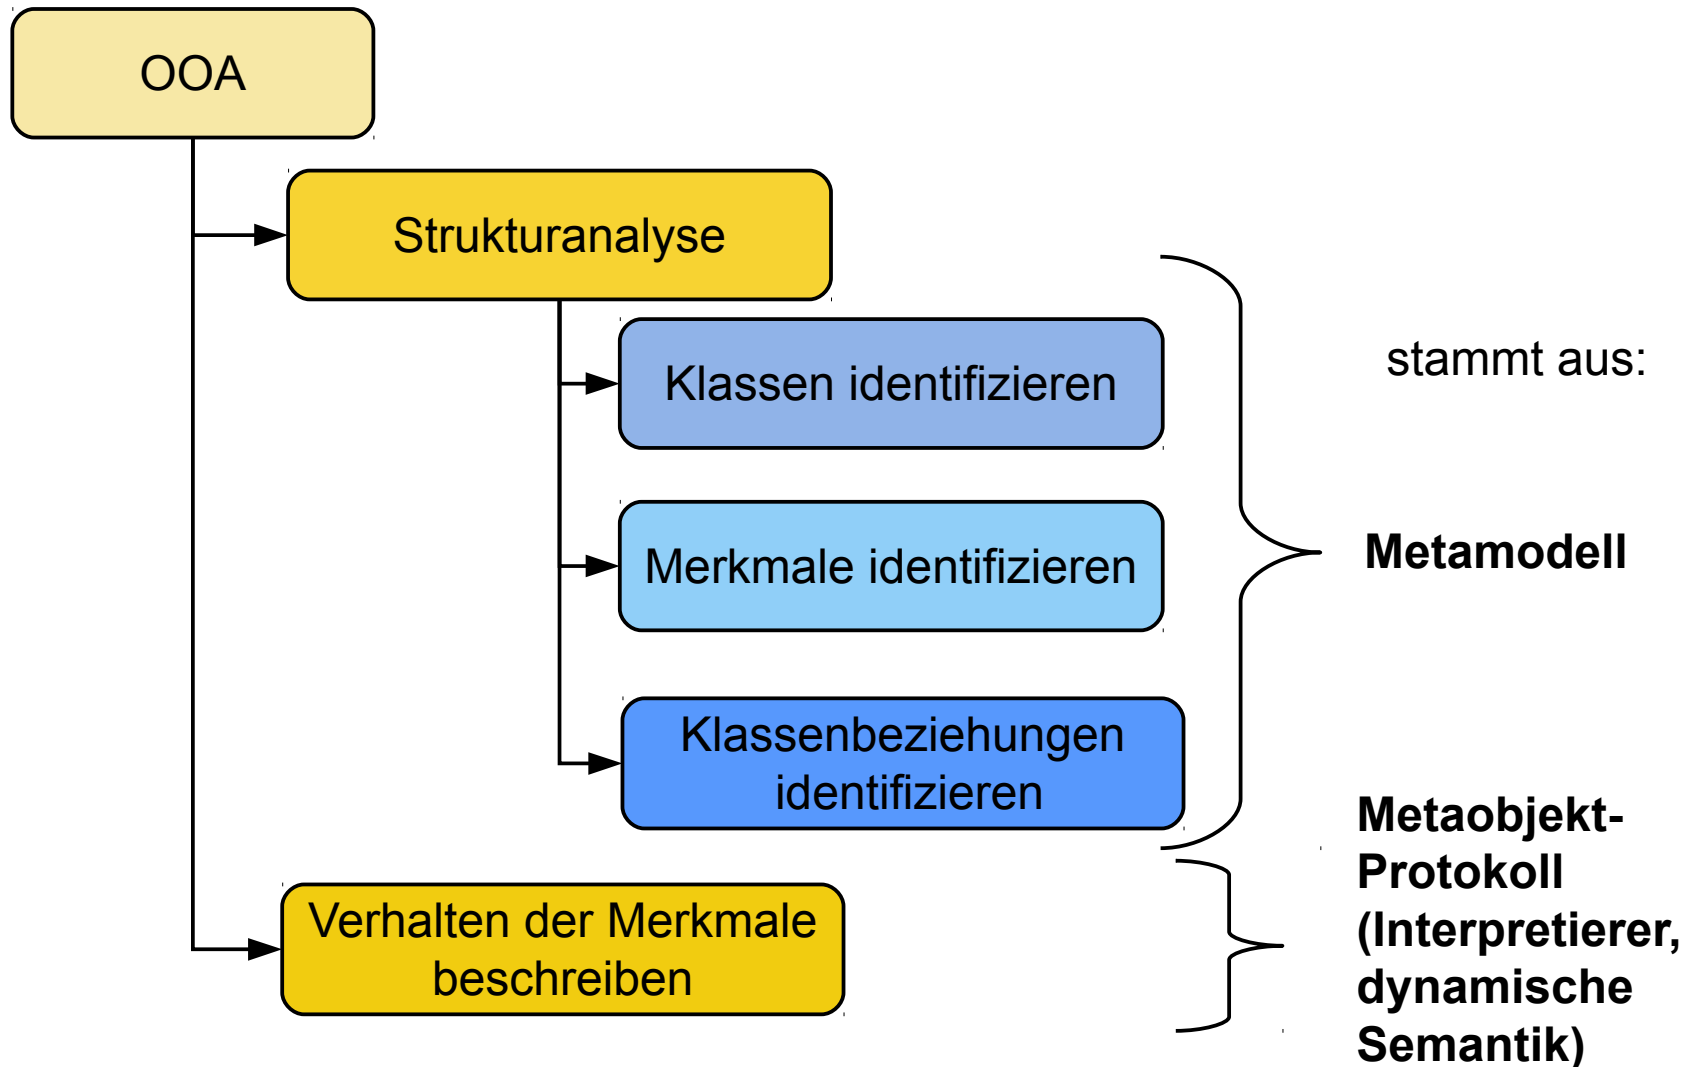 OOA
Strukturanalyse
Klassen identifizieren
stammt aus:
Merkmale identifizieren
Metamodell
Klassenbeziehungen
identifizieren
Verhalten der Merkmale
beschreiben
Metaobjekt-
Protokoll
(Interpretierer,
dynamische
Semantik)